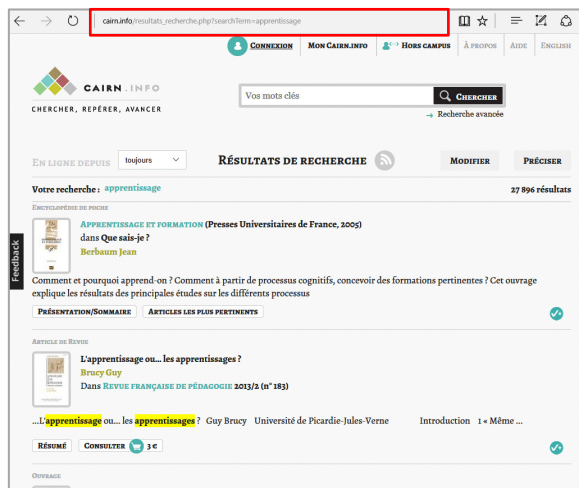 cairn.info/resultats_recherche.php?searchTerm=apprentissage
CONNEXION MON CAIRN.INFO HORS CAMPUS À PROPOS AIDE ENGLISH
CAIRN.INFO
CHERCHER, REPÉRER, AVANCER
Vos mots clés CHERCHER
→ Recherche avancée
EN LIGNE DEPUIS toujours RÉSULTATS DE RECHERCHE MODIFIER PRÉCISER
Votre recherche : apprentissage 27 896 résultats
ENCYCLOPÉDIE DE POCHE
APPRENTISSAGE ET FORMATION (Presses Universitaires de France, 2005)
dans Que sais-je ?
Berbaum Jean
Feedback
Comment et pourquoi apprend-on ? Comment à partir de processus cognitifs, concevoir des formations pertinentes ? Cet ouvrage
explique les résultats des principales études sur les différents processus
PRÉSENTATION/SOMMAIRE ARTICLES LES PLUS PERTINENTS
ARTICLE DE REVUE
L'apprentissage ou... les apprentissages ?
Brucy Guy
Dans REVUE FRANÇAISE DE PÉDAGOGIE 2013/2 (n° 183)
...L'apprentissage ou... les apprentissages ? Guy Brucy Université de Picardie-Jules-Verne Introduction 1 « Même ...
RÉSUMÉ CONSULTER 3 €
OUVRAGE